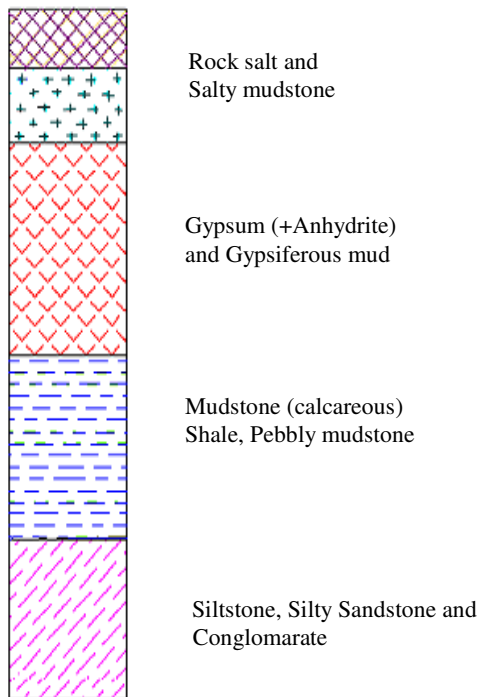 Rock salt and
Salty mudstone
Gypsum (+Anhydrite)
and Gypsiferous mud
Mudstone (calcareous)
Shale, Pebbly mudstone
Siltstone, Silty Sandstone and
Conglomarate